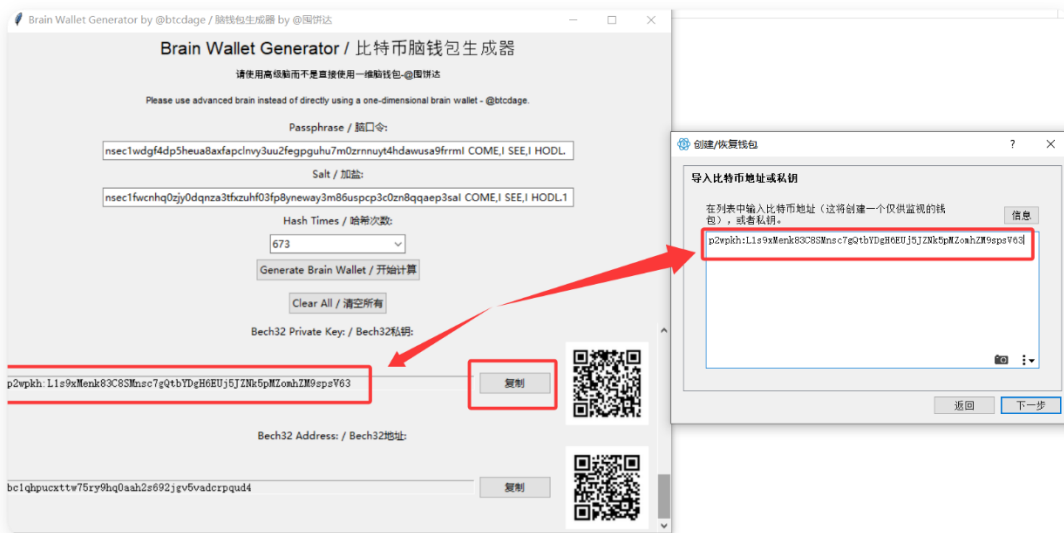 Brain Wallet Generator by @btcdage / 脑钱包生成器 by @囤饼达
Brain Wallet Generator / 比特币脑钱包生成器
请使用高级脑而不是直接使用一维脑钱包-@囤饼达
Please use advanced brain instead of directly using a one-dimensional brain wallet - @btcdage.
Passphrase / 脑口令:
nsec1wdgf4dp5heua8axfapclnvy3uu2fegpguhu7m0zrnnuyt4hdawusa9frrmI COME,I SEE,I HODL.
Salt / 加盐:
nsec1fwcnhq0zjy0dqnza3tfxzuhf03fp8yneway3m86uspcp3c0zn8qqaep3saI COME,I SEE,I HODL.1
Hash Times / 哈希次数:
673
Generate Brain Wallet / 开始计算
Clear All / 清空所有
Bech32 Private Key: / Bech32私钥:
p2wpkh:L1s9xMenk83C8SMnsc7gQtbYDgH6EUj5JZNk5pMZomhZM9spsV63
复制
Bech32 Address: / Bech32地址:
bc1qhpucxttw75ry9hq0aah2s692jgv5vadcrpqud4
复制
创建/恢复钱包
导入比特币地址或私钥
在列表中输入比特币地址（这将创建一个仅供监视的钱
包），或者私钥。
信息
p2wpkh:L1s9xMenk83C8SMnsc7gQtbYDgH6EUj5JZNk5pMZomhZM9spsV63
返回
下一步